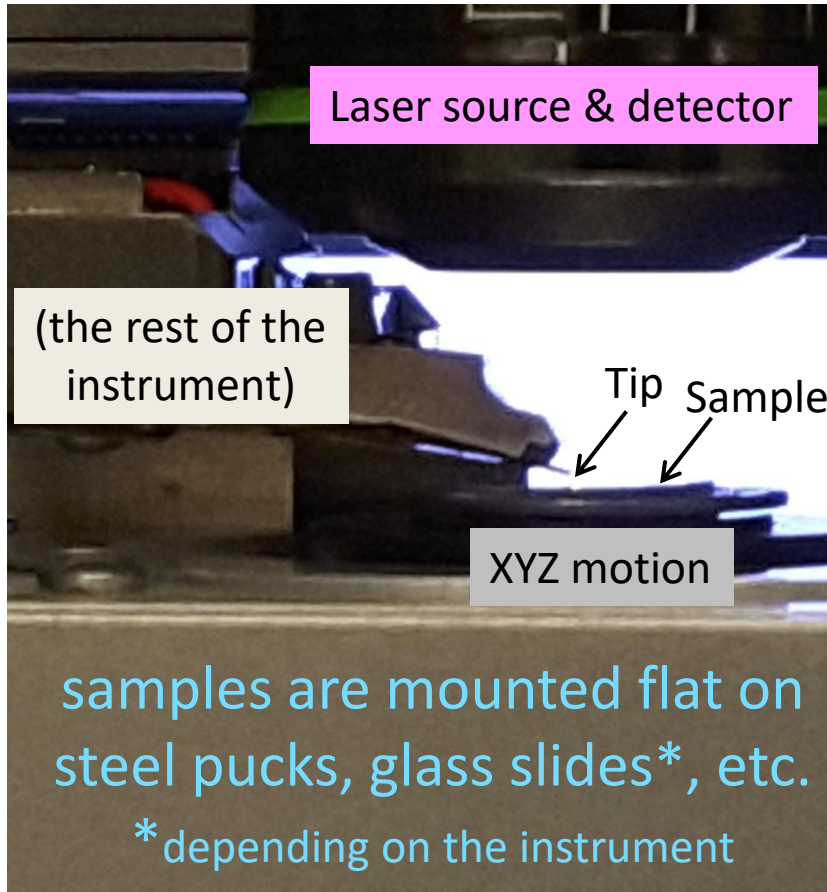 Laser source & detector
(the rest of the
instrument)
Tip
Sample
XYZ motion
samples are mounted flat on
steel pucks, glass slides*, etc.
*depending on the instrument